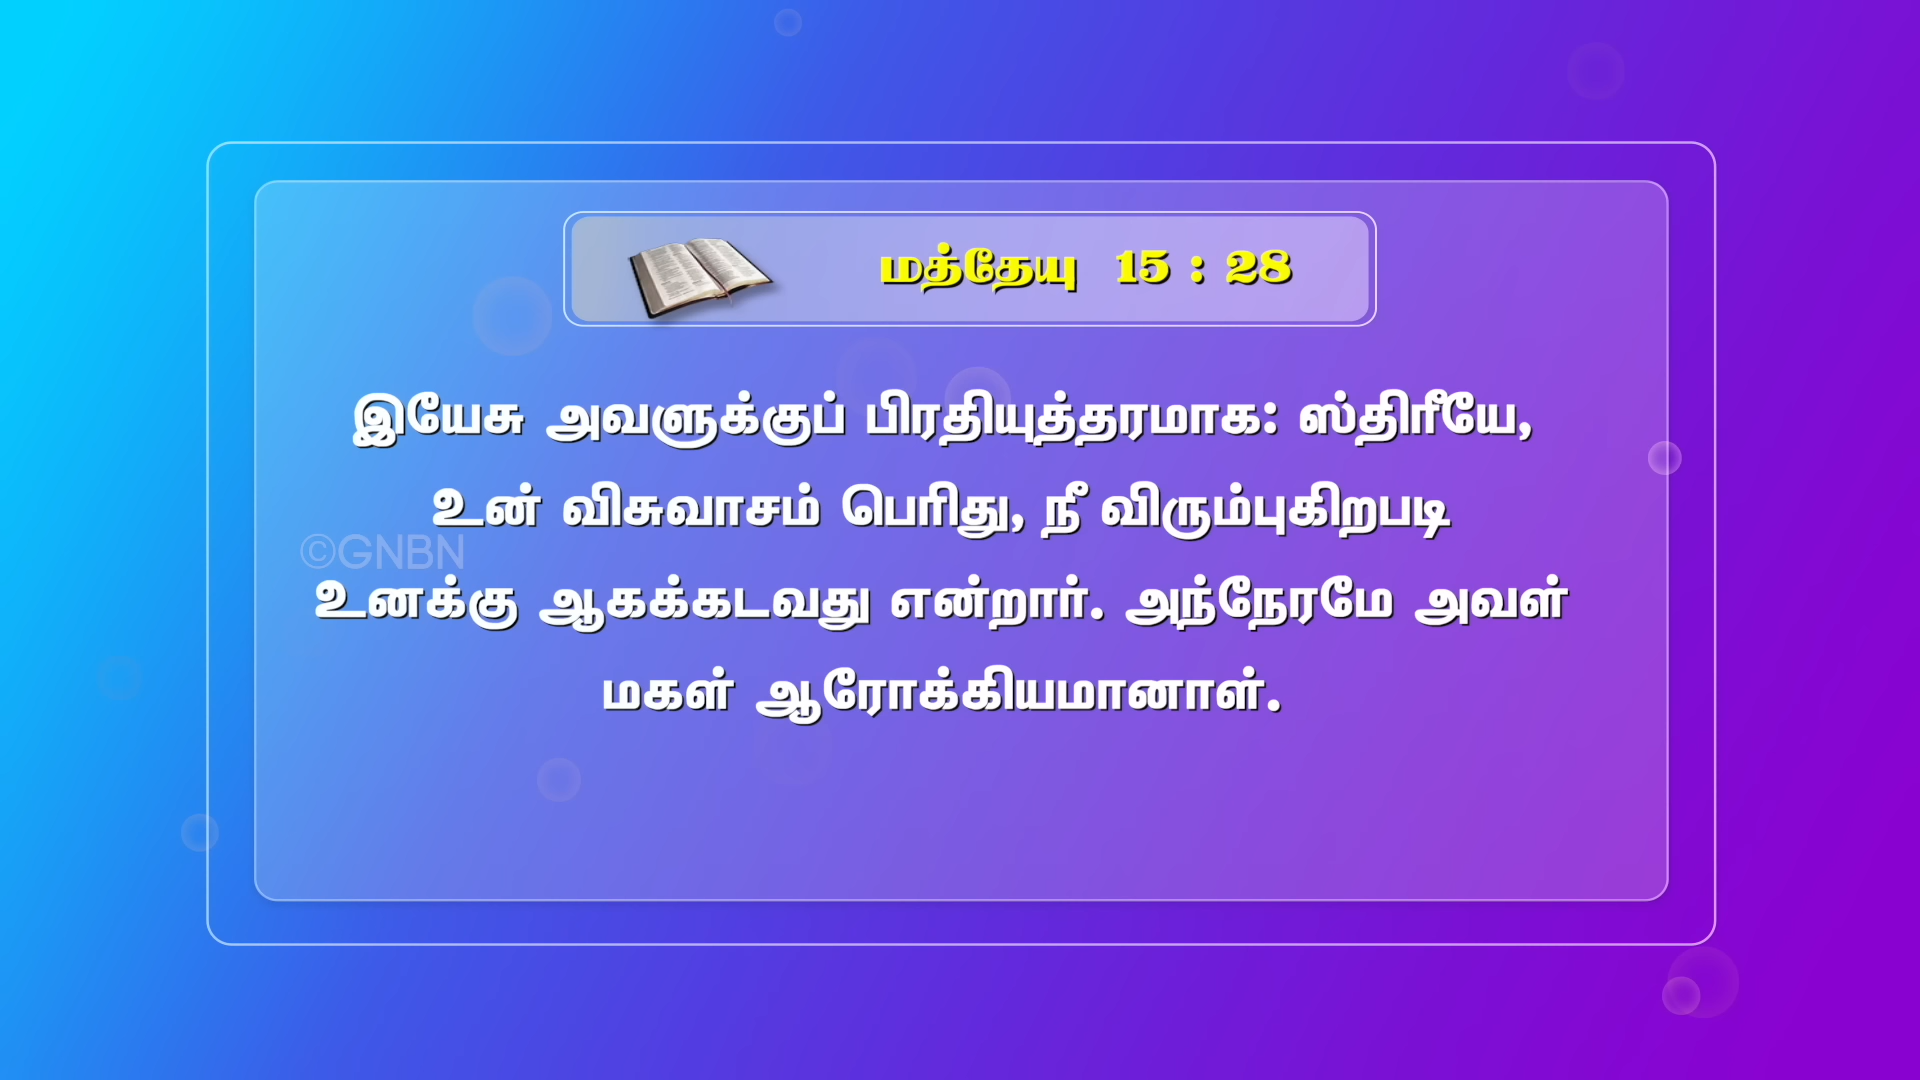 மத்தேயு 15 : 28
இயேசு அவளுக்குப் பிரதியுத்தரமாக: ஸ்திரீயே,
உன் விசுவாசம் பெரிது, நீ விரும்புகிறபடி
©GNBN
உனக்கு ஆகக்கடவது என்றார். அந்நேரமே அவள்
மகள் ஆரோக்கியமானாள்.